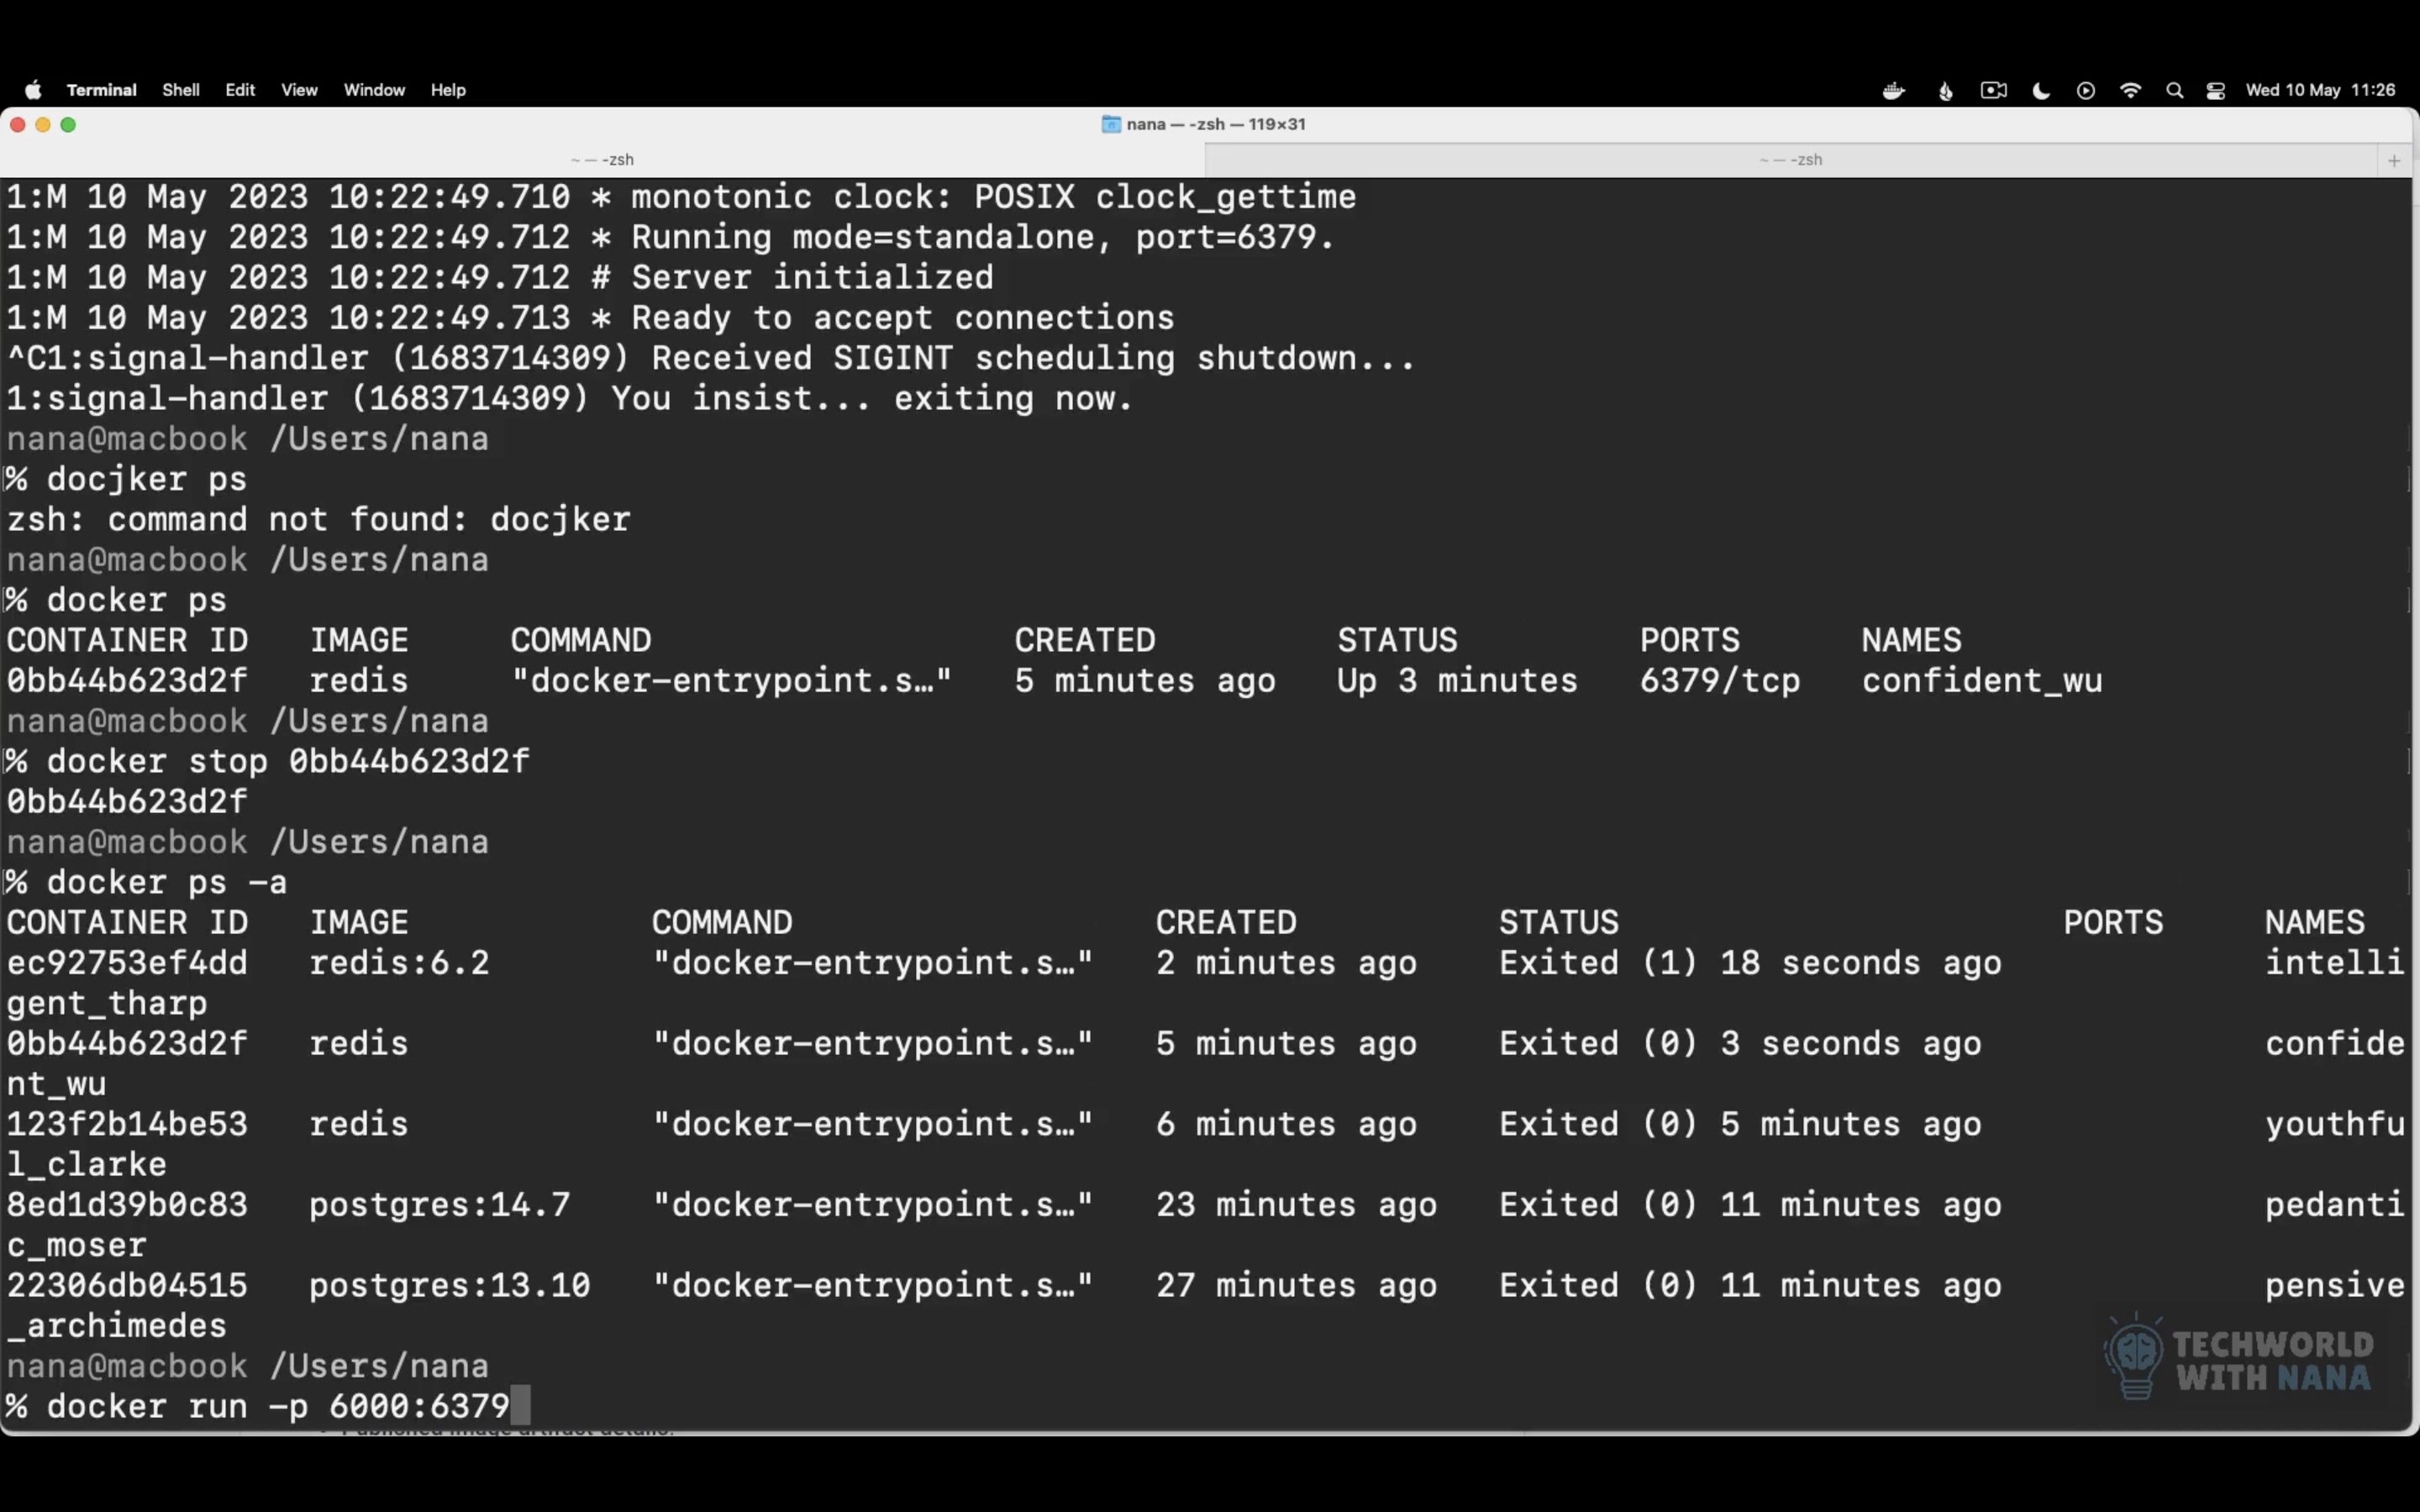 Terminal Shell Edit View Window Help Wed 10 May 11:26
nana — -zsh — 119×31
~ — -zsh ~ — -zsh +
1:M 10 May 2023 10:22:49.710 * monotonic clock: POSIX clock_gettime
1:M 10 May 2023 10:22:49.712 * Running mode=standalone, port=6379.
1:M 10 May 2023 10:22:49.712 # Server initialized
1:M 10 May 2023 10:22:49.713 * Ready to accept connections
^C1:signal-handler (1683714309) Received SIGINT scheduling shutdown...
1:signal-handler (1683714309) You insist... exiting now.
nana@macbook /Users/nana
% docjker ps
zsh: command not found: docjker
nana@macbook /Users/nana
% docker ps
CONTAINER ID IMAGE COMMAND CREATED STATUS PORTS NAMES
0bb44b623d2f redis "docker-entrypoint.s…" 5 minutes ago Up 3 minutes 6379/tcp confident_wu
nana@macbook /Users/nana
% docker stop 0bb44b623d2f
0bb44b623d2f
nana@macbook /Users/nana
% docker ps -a
CONTAINER ID IMAGE COMMAND CREATED STATUS PORTS NAMES
ec92753ef4dd redis:6.2 "docker-entrypoint.s…" 2 minutes ago Exited (1) 18 seconds ago intelli
gent_tharp
0bb44b623d2f redis "docker-entrypoint.s…" 5 minutes ago Exited (0) 3 seconds ago confide
nt_wu
123f2b14be53 redis "docker-entrypoint.s…" 6 minutes ago Exited (0) 5 minutes ago youthfu
l_clarke
8ed1d39b0c83 postgres:14.7 "docker-entrypoint.s…" 23 minutes ago Exited (0) 11 minutes ago pedanti
c_moser
22306db04515 postgres:13.10 "docker-entrypoint.s…" 27 minutes ago Exited (0) 11 minutes ago pensive
_archimedes
nana@macbook /Users/nana
% docker run -p 6000:6379
TECHWORLD
WITH NANA